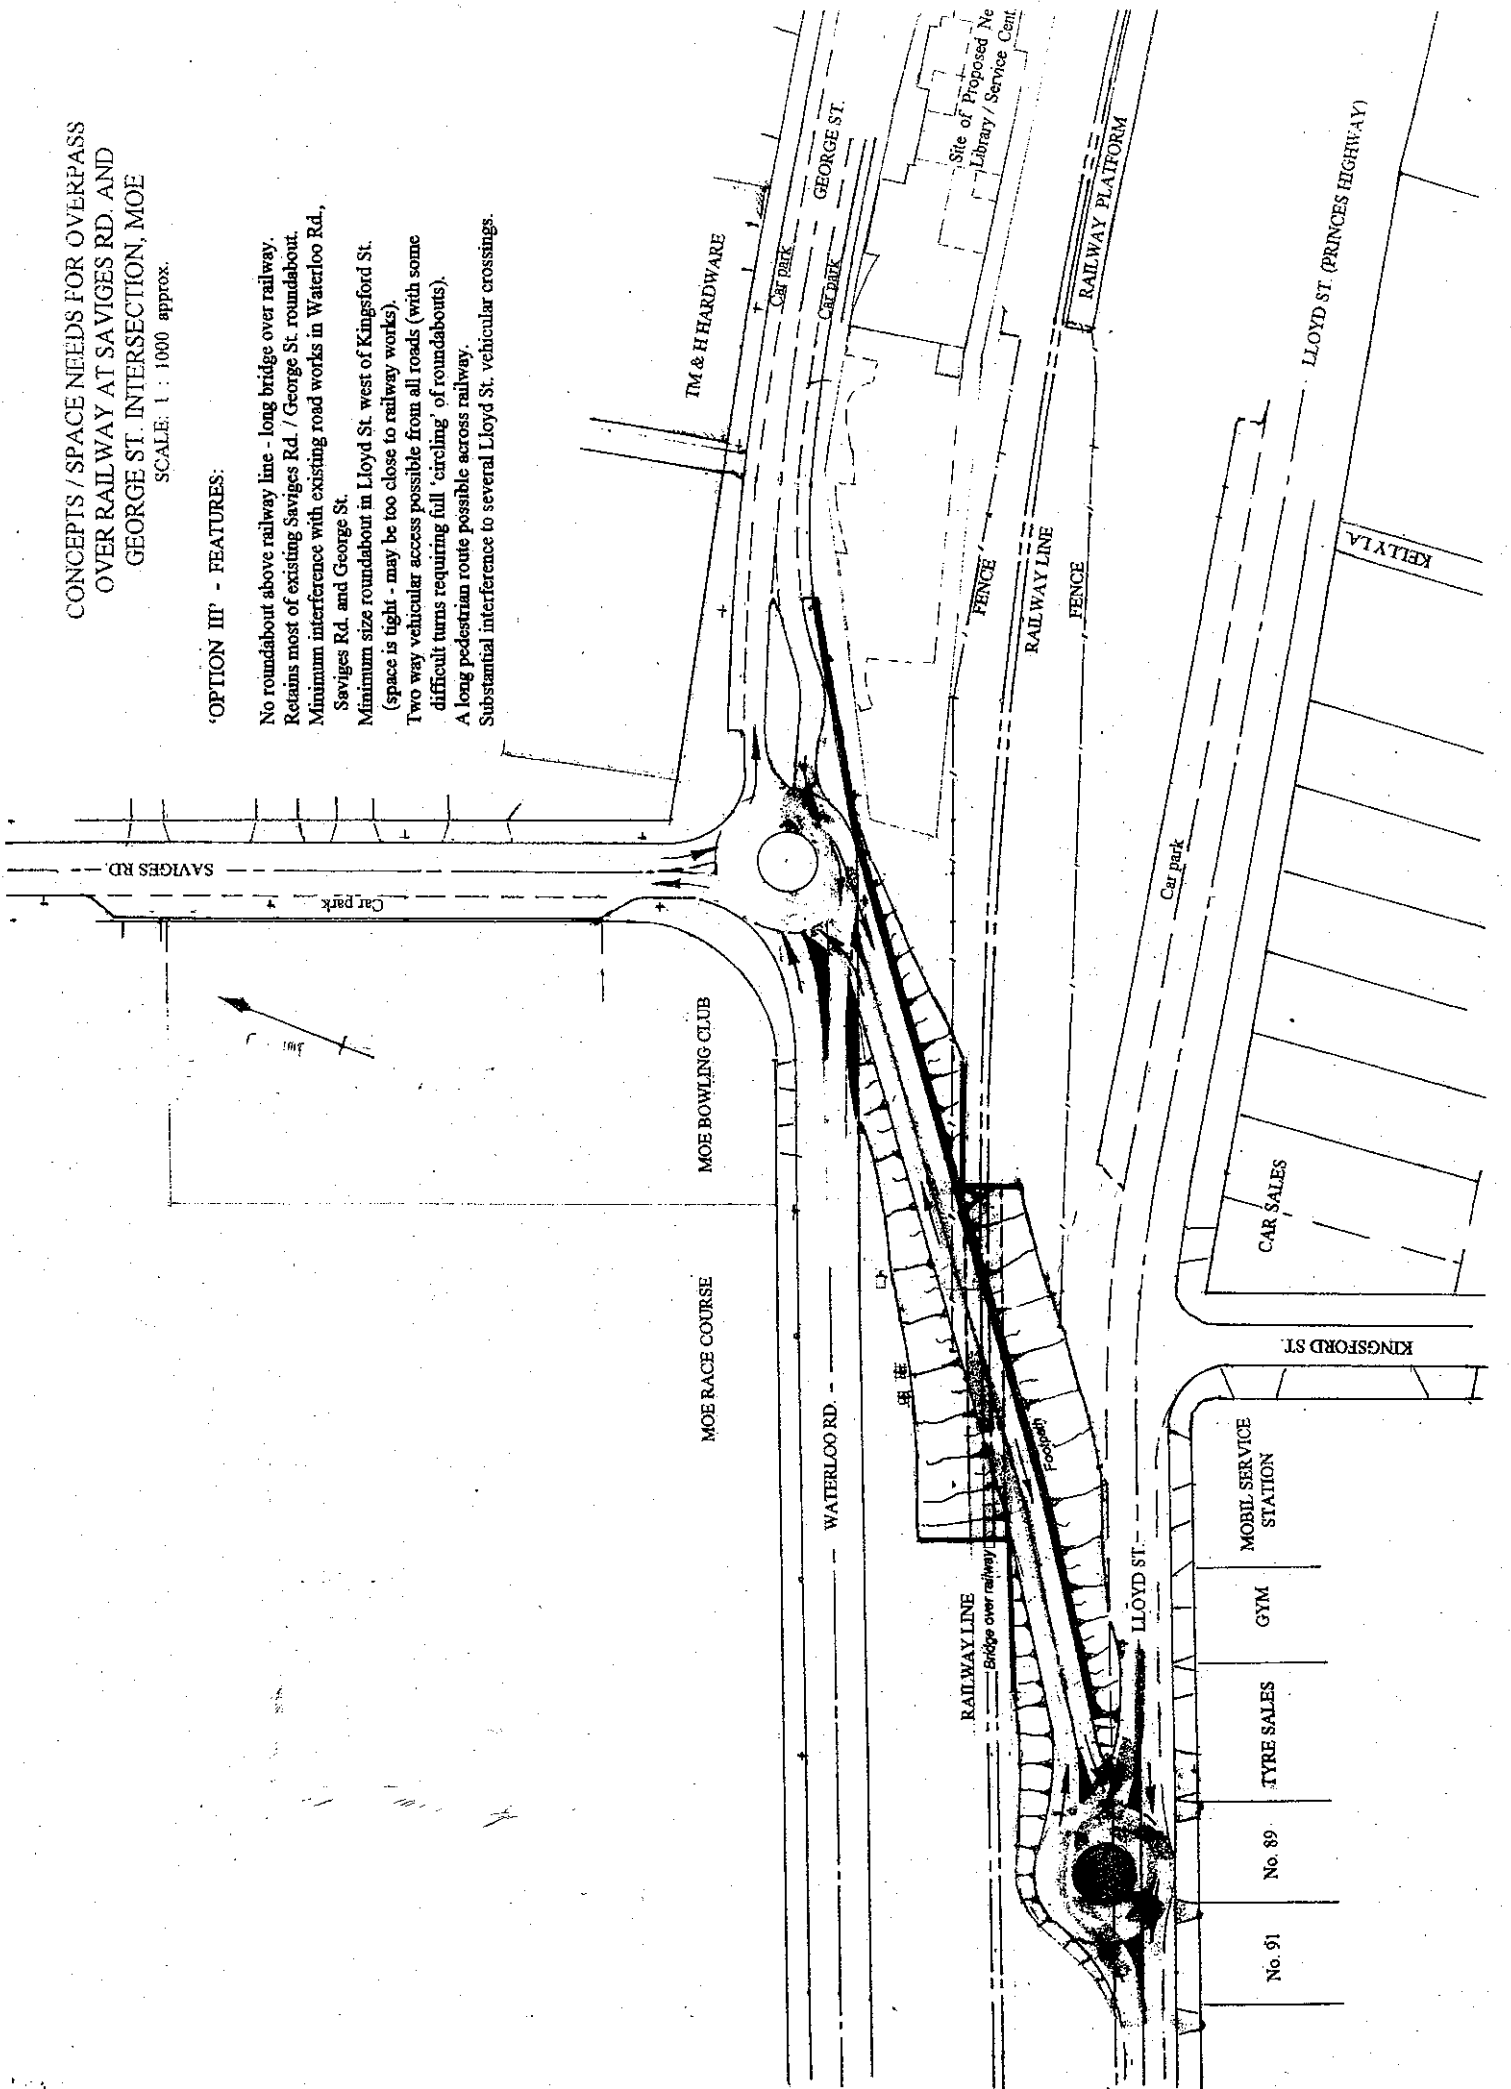 CONCEPTS / SPACE NEEDS FOR OVERPASS
OVER RAILWAY AT SAVIGES RD. AND
GEORGE ST. INTERSECTION, MOE
SCALE: 1 : 1000 approx.
'OPTION III' - FEATURES:
No roundabout above railway line - long bridge over railway.
Retains most of existing Saviges Rd. / George St. roundabout.
Minimum interference with existing road works in Waterloo Rd.,
Saviges Rd. and George St.
Minimum size roundabout in Lloyd St. west of Kingsford St.
(space is tight - may be too close to railway works).
Two way vehicular access possible from all roads (with some
difficult turns requiring full 'circling' of roundabouts).
A long pedestrian route possible across railway.
Substantial interference to several Lloyd St. vehicular crossings.
SAVIGES RD.
Car park
TM & H HARDWARE
Car park
GEORGE ST.
Car park
Site of Proposed Ne
Library / Service Cent
RAILWAY PLATFORM
FENCE
RAILWAY LINE
FENCE
MOE BOWLING CLUB
MOE RACE COURSE
WATERLOO RD.
RAILWAY LINE
Bridge over railway
Footpath
LLOYD ST.
LLOYD ST. (PRINCES HIGHWAY)
Car park
KELLY LA
CAR SALES
KINGSFORD ST.
MOBIL SERVICE
STATION
GYM
TYRE SALES
No. 89
No. 91